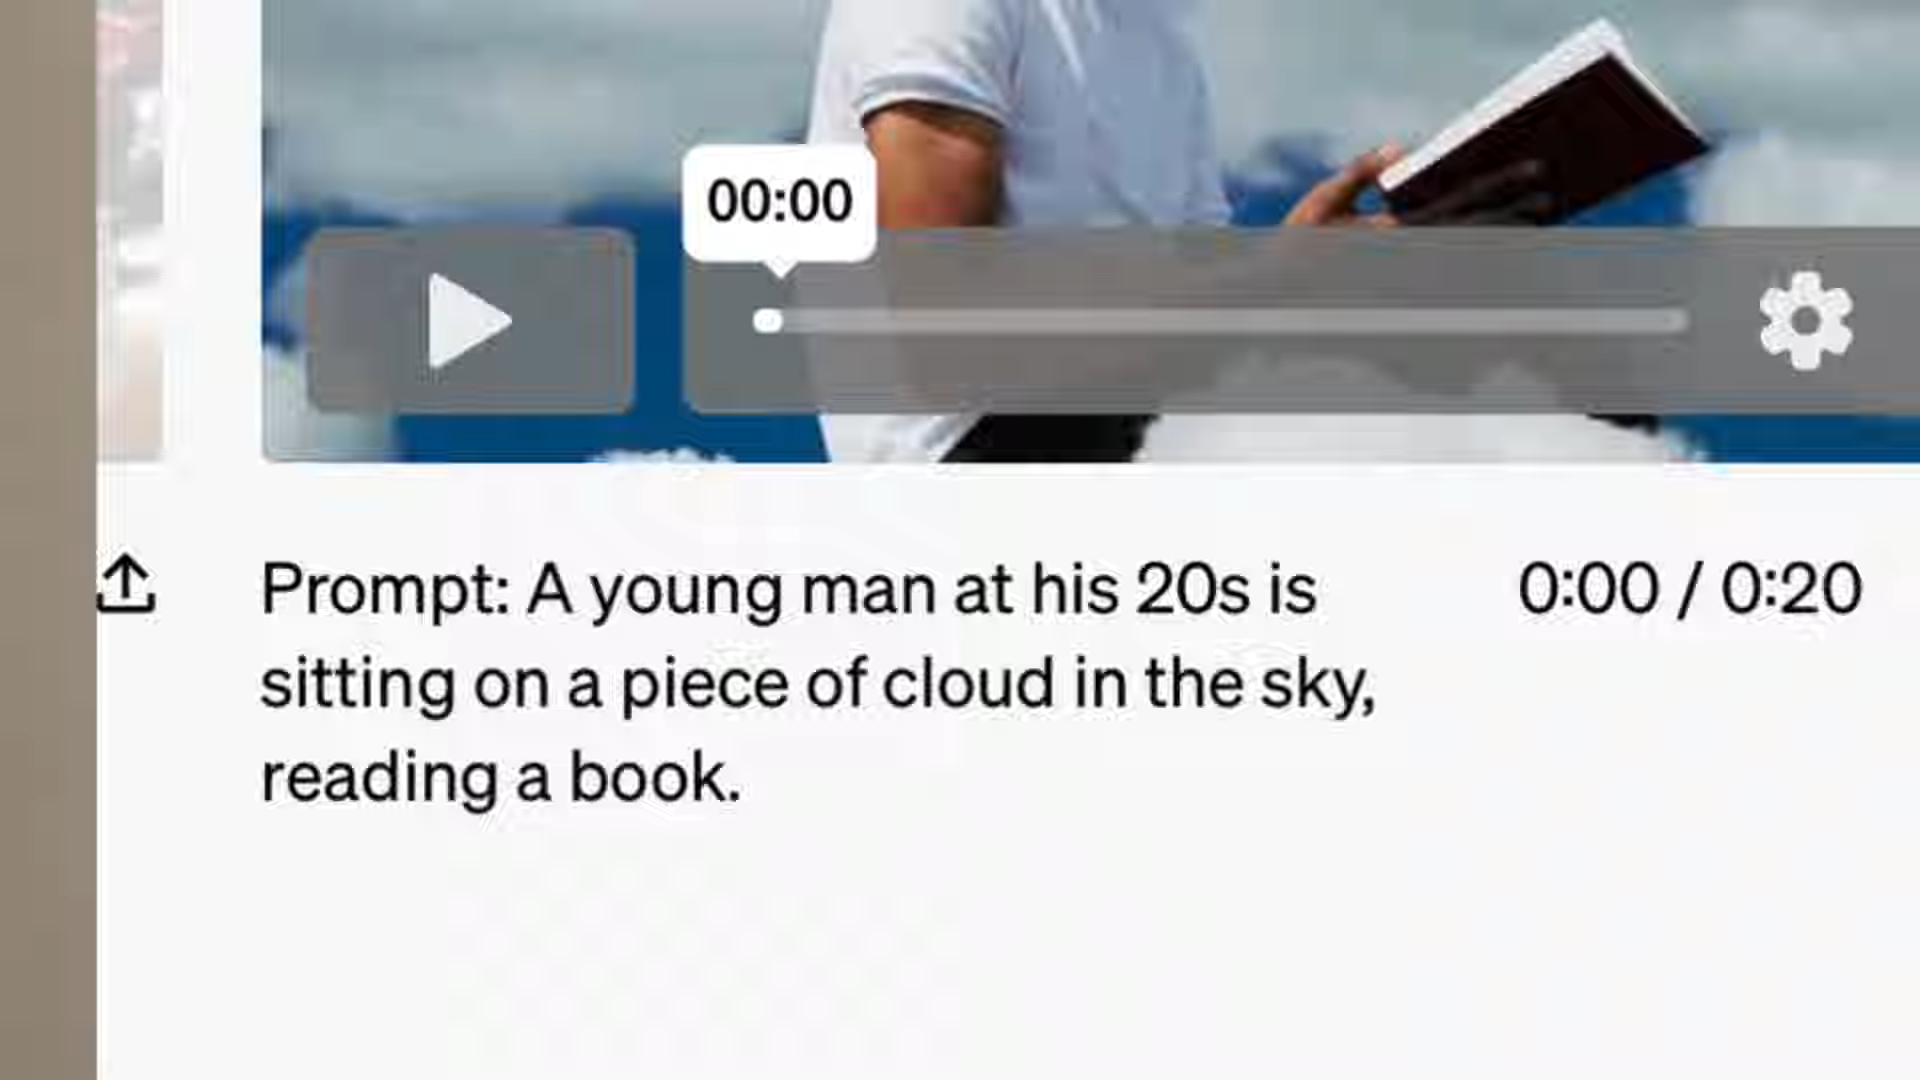 00:00
Prompt: A young man at his 20s is
0:00 / 0:20
sitting on a piece of cloud in the sky,
reading a book.